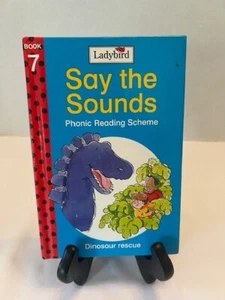 BOOK
7
Ladybird
Say the
Sounds
Phonic Reading Scheme
Dinosaur rescue